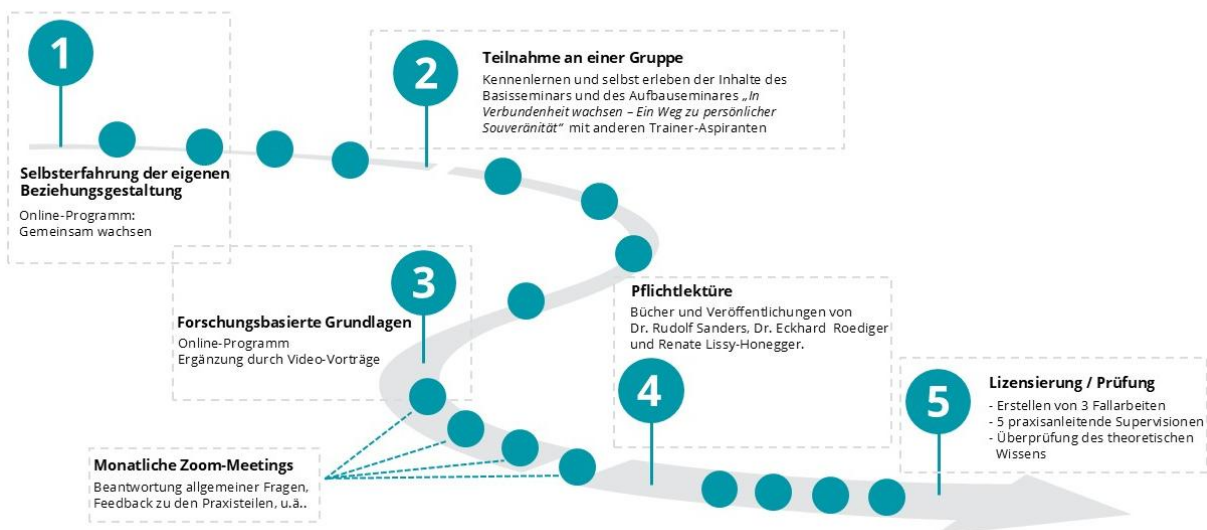 1
Selbsterfahrung der eigenen
Beziehungsgestaltung
Online-Programm:
Gemeinsam wachsen
2
Teilnahme an einer Gruppe
Kennenlernen und selbst erleben der Inhalte des
Basisseminars und des Aufbauseminares „In
Verbundenheit wachsen – Ein Weg zu persönlicher
Souveränität“ mit anderen Trainer-Aspiranten
3
Forschungsbasierte Grundlagen
Online-Programm
Ergänzung durch Video-Vorträge
Monatliche Zoom-Meetings
Beantwortung allgemeiner Fragen,
Feedback zu den Praxisteilen, u.ä..
Pflichtlektüre
Bücher und Veröffentlichungen von
Dr. Rudolf Sanders, Dr. Eckhard Roediger
und Renate Lissy-Honegger.
4
5
Lizensierung / Prüfung
- Erstellen von 3 Fallarbeiten
- 5 praxisanleitende Supervisionen
- Überprüfung des theoretischen
Wissens